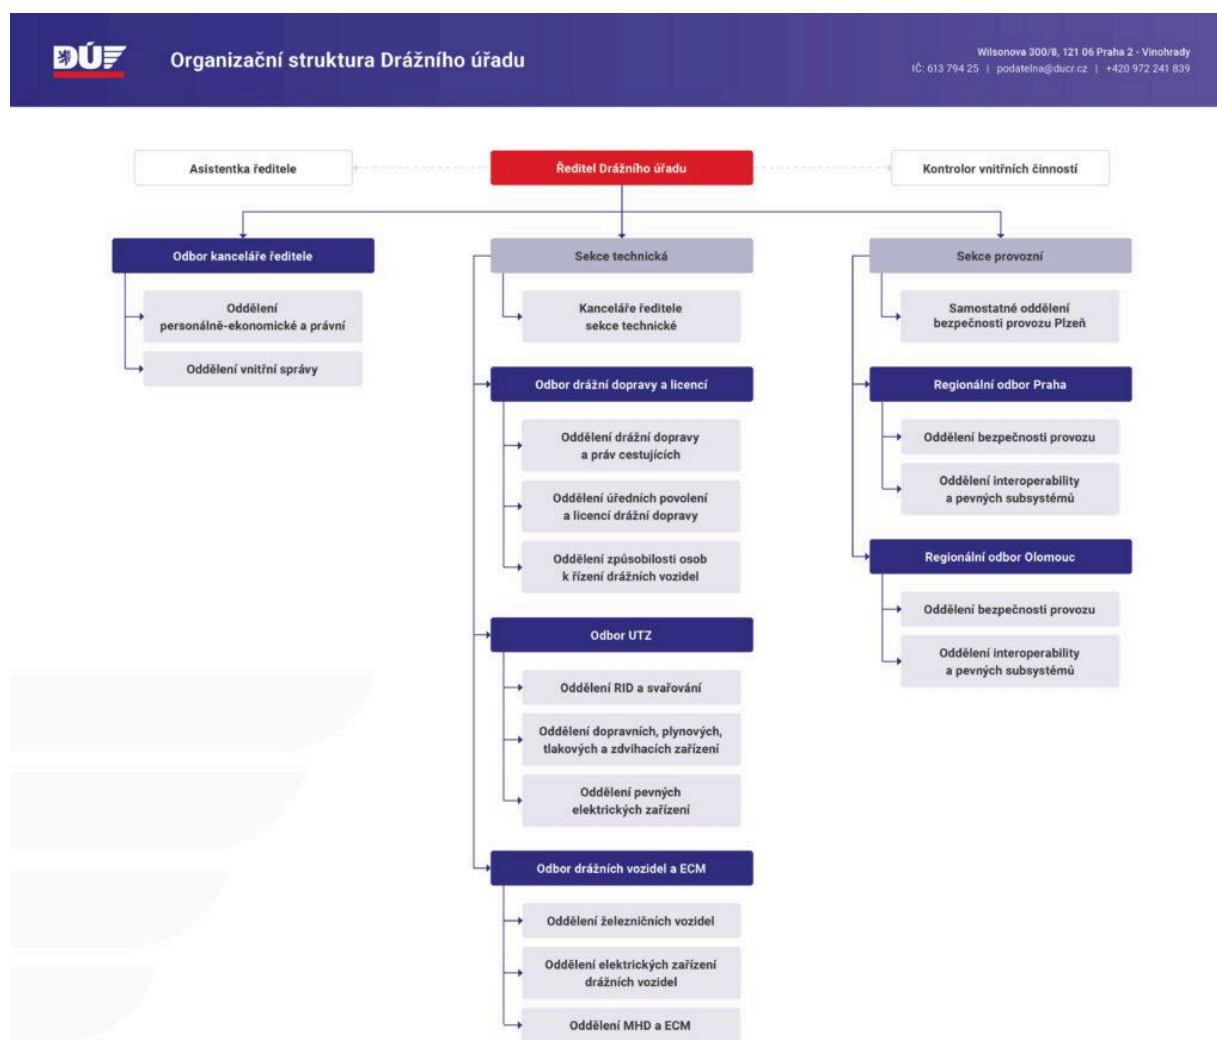 DÚ
Organizační struktura Drážního úřadu
Wilsonova 300/8, 121 06 Praha 2 - Vinohrady
IČ: 613 794 25 | podatelna@ducr.cz | +420 972 241 839
Asistentka ředitele
Ředitel Drážního úřadu
Kontrolor vnitřních činností
Odbor kanceláře ředitele
Oddělení
personálně-ekonomické a právní
Oddělení vnitřní správy
Sekce technická
Kanceláře ředitele
sekce technické
Odbor drážní dopravy a licencí
Oddělení drážní dopravy
a práv cestujících
Oddělení úředních povolení
a licencí drážní dopravy
Oddělení způsobilosti osob
k řízení drážních vozidel
Odbor UTZ
Oddělení RID a svařování
Oddělení dopravních, plynových,
tlakových a zdvihacích zařízení
Oddělení pevných
elektrických zařízení
Odbor drážních vozidel a ECM
Oddělení železničních vozidel
Oddělení elektrických zařízení
drážních vozidel
Oddělení MHD a ECM
Sekce provozní
Samostatné oddělení
bezpečnosti provozu Plzeň
Regionální odbor Praha
Oddělení bezpečnosti provozu
Oddělení interoperability
a pevných subsystémů
Regionální odbor Olomouc
Oddělení bezpečnosti provozu
Oddělení interoperability
a pevných subsystémů